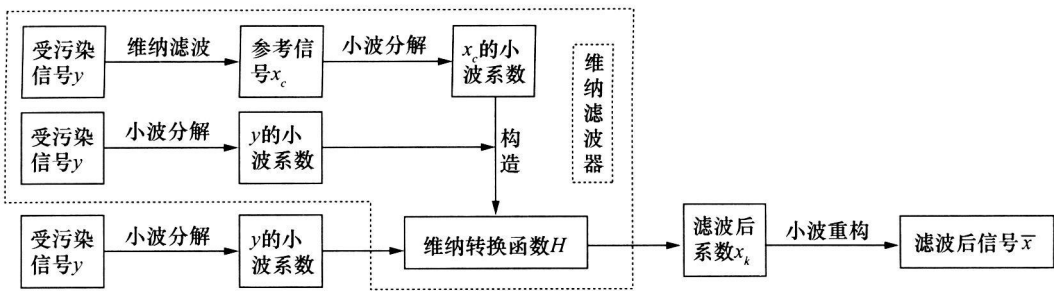 受污染
信号y
维纳滤波
参考信
号x_c
小波分解
x_c的小
波系数
维纳滤波器
受污染
信号y
小波分解
y的小
波系数
构造
受污染
信号y
小波分解
y的小
波系数
维纳转换函数H
滤波后
系数x_k
小波重构
滤波后信号x̅